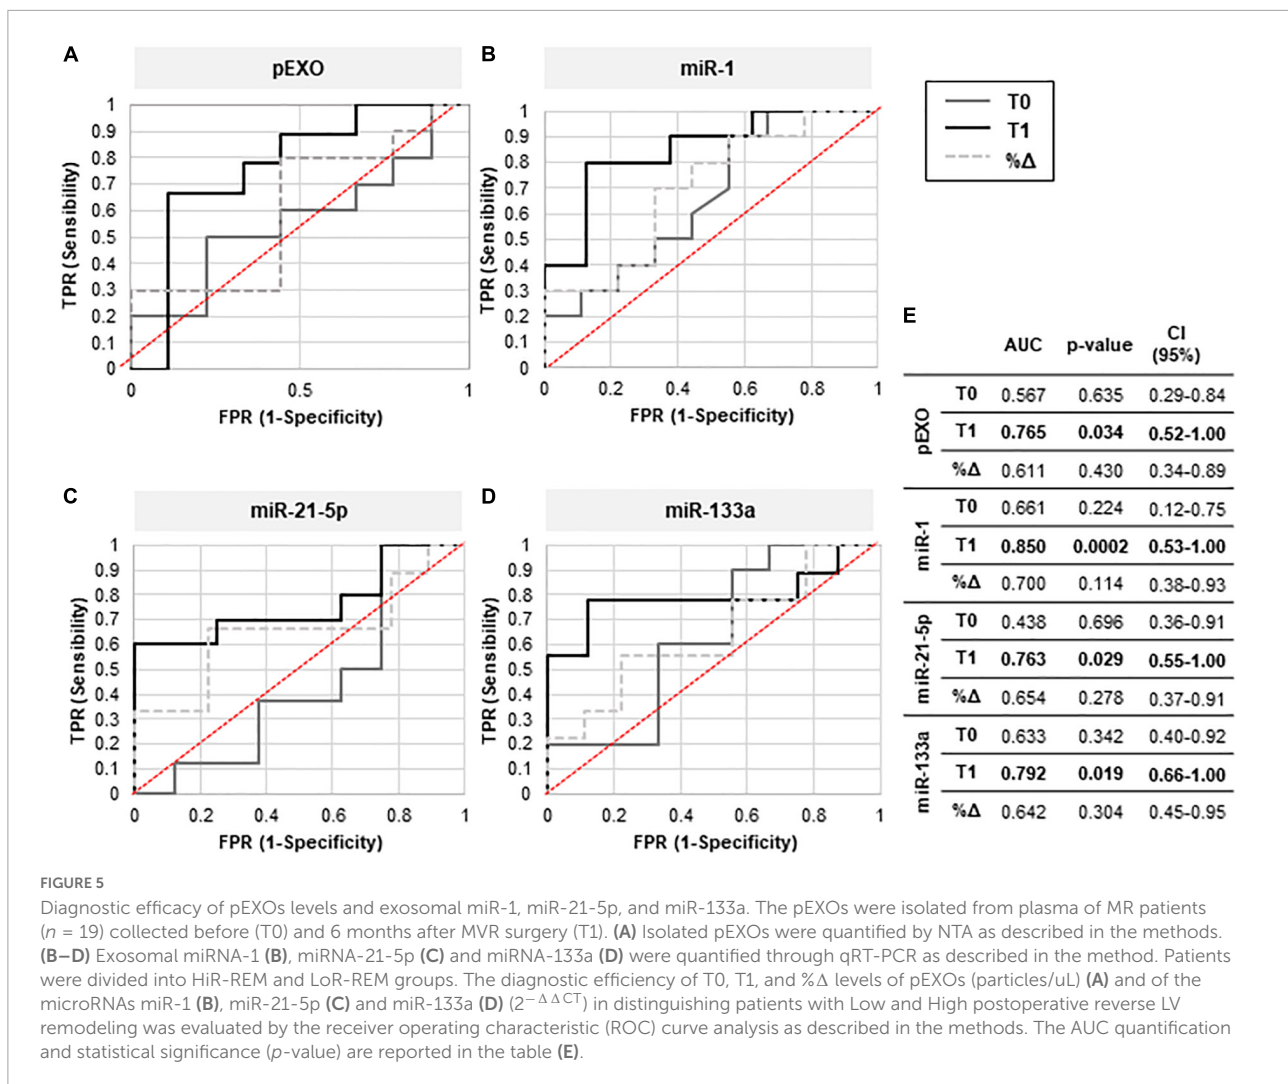 A
pEXO
TPR (Sensibility)
1
0.9
0.8
0.7
0.6
0.5
0.4
0.3
0.2
0.1
0
0 0.5 1
FPR (1-Specificity)
B
miR-1
TPR (Sensibility)
1
0.9
0.8
0.7
0.6
0.5
0.4
0.3
0.2
0.1
0
0 0.2 0.4 0.6 0.8 1
FPR (1-Specificity)
T0
T1
%Δ
C
miR-21-5p
TPR (Sensibility)
1
0.9
0.8
0.7
0.6
0.5
0.4
0.3
0.2
0.1
0
0 0.2 0.4 0.6 0.8 1
FPR (1-Specificity)
D
miR-133a
TPR (Sensibility)
1
0.9
0.8
0.7
0.6
0.5
0.4
0.3
0.2
0.1
0
0 0.2 0.4 0.6 0.8 1
FPR (1-Specificity)
E
AUC p-value CI (95%)
pEXO
T0 0.567 0.635 0.29-0.84
T1 0.765 0.034 0.52-1.00
%Δ 0.611 0.430 0.34-0.89
miR-1
T0 0.661 0.224 0.12-0.75
T1 0.850 0.0002 0.53-1.00
%Δ 0.700 0.114 0.38-0.93
miR-21-5p
T0 0.438 0.696 0.36-0.91
T1 0.763 0.029 0.55-1.00
%Δ 0.654 0.278 0.37-0.91
miR-133a
T0 0.633 0.342 0.40-0.92
T1 0.792 0.019 0.66-1.00
%Δ 0.642 0.304 0.45-0.95
FIGURE 5
Diagnostic efficacy of pEXOs levels and exosomal miR-1, miR-21-5p, and miR-133a. The pEXOs were isolated from plasma of MR patients
(n = 19) collected before (T0) and 6 months after MVR surgery (T1). (A) Isolated pEXOs were quantified by NTA as described in the methods.
(B–D) Exosomal miRNA-1 (B), miRNA-21-5p (C) and miRNA-133a (D) were quantified through qRT-PCR as described in the method. Patients
were divided into HiR-REM and LoR-REM groups. The diagnostic efficiency of T0, T1, and %Δ levels of pEXOs (particles/uL) (A) and of the
microRNAs miR-1 (B), miR-21-5p (C) and miR-133a (D) (2−ΔΔCT) in distinguishing patients with Low and High postoperative reverse LV
remodeling was evaluated by the receiver operating characteristic (ROC) curve analysis as described in the methods. The AUC quantification
and statistical significance (p-value) are reported in the table (E).